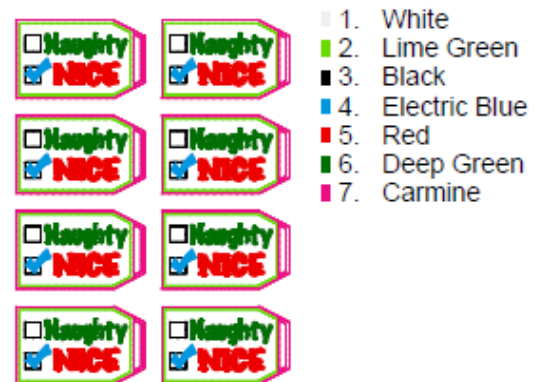 Naughty
NICE
Naughty
NICE
Naughty
NICE
Naughty
NICE
Naughty
NICE
Naughty
NICE
Naughty
NICE
Naughty
NICE
1. White
2. Lime Green
3. Black
4. Electric Blue
5. Red
6. Deep Green
7. Carmine